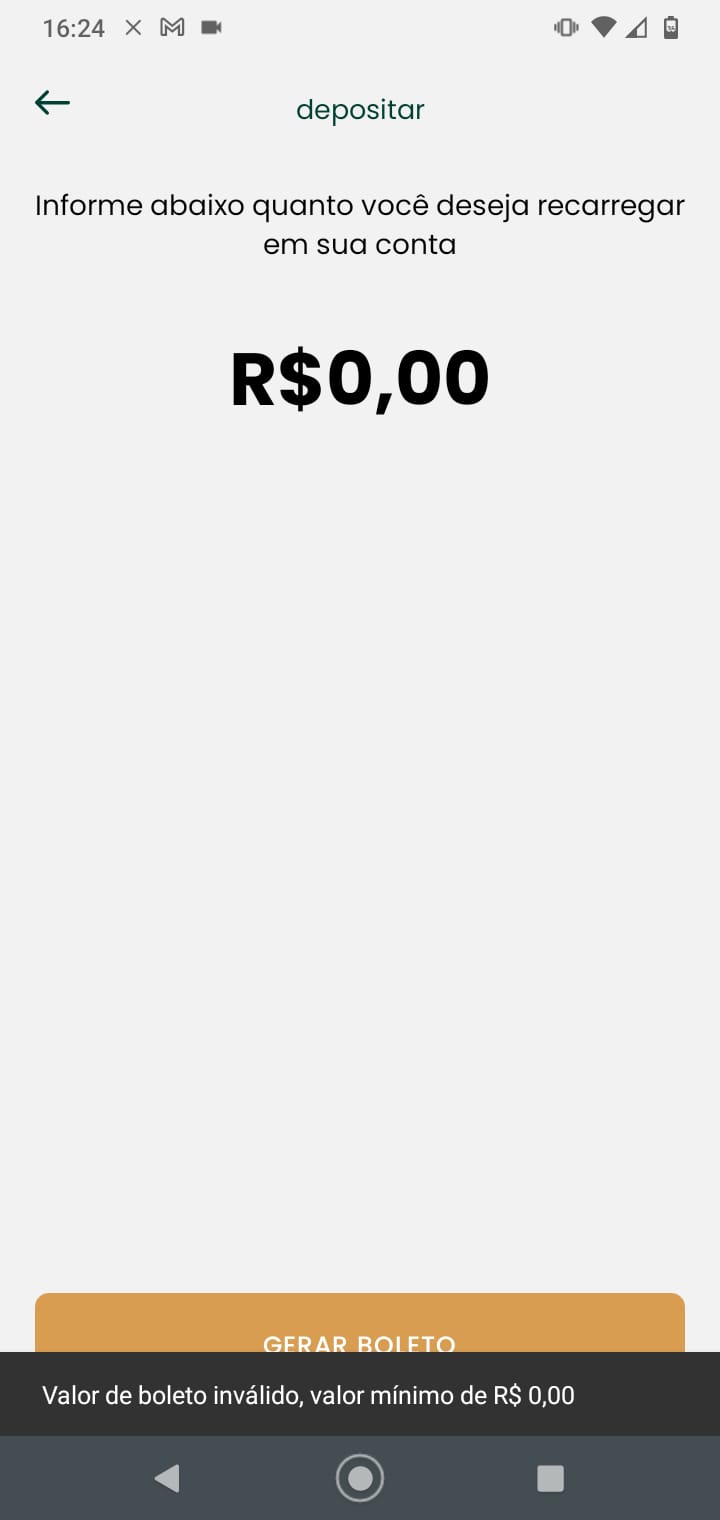 16:24
depositar
Informe abaixo quanto você deseja recarregar
em sua conta
R$0,00
GERAR BOLETO
Valor de boleto inválido, valor mínimo de R$ 0,00